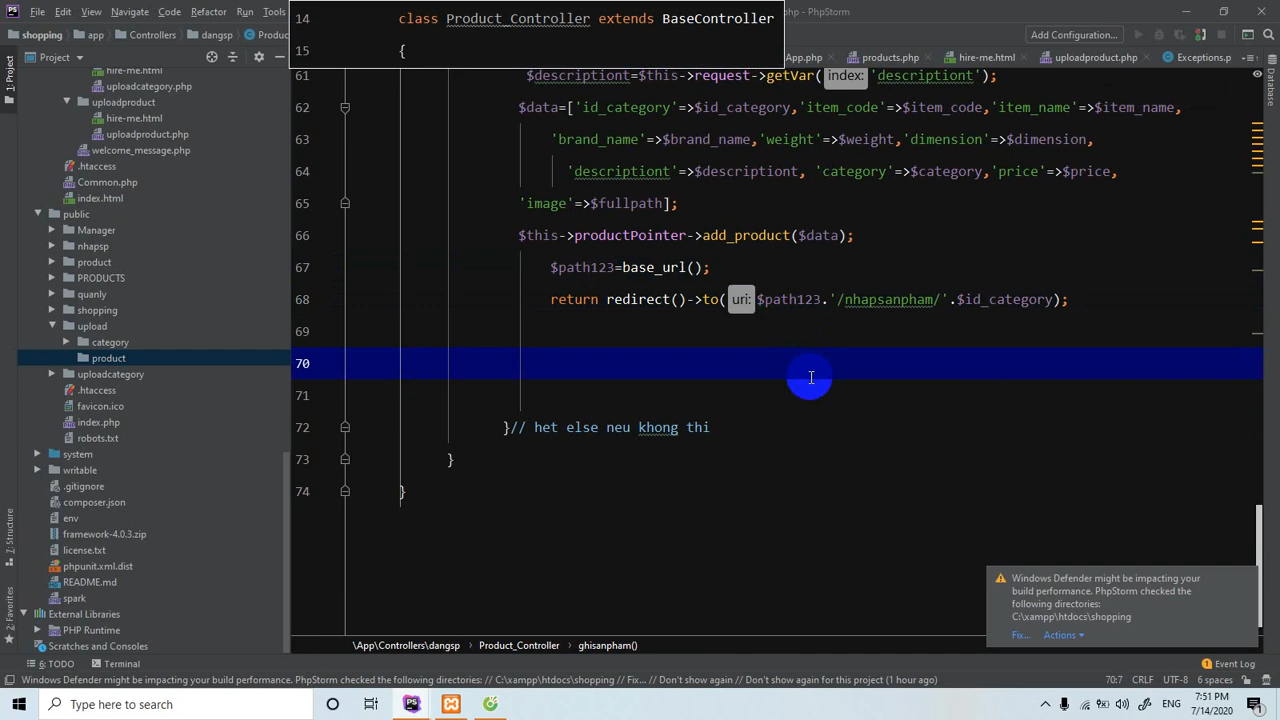 File Edit View Navigate Code Refactor Run Tools
.php – PhpStorm
shopping app Controllers dangsp Produc
Add Configuration...
14 class Product_Controller extends BaseController
15 {
Project
App.php products.php hire-me.html uploadproduct.php Exceptions.p
1: Project
Database
hire-me.html
uploadcategory.php
uploadproduct
hire-me.html
uploadproduct.php
welcome_message.php
.htaccess
Common.php
index.html
public
Manager
nhapsp
product
PRODUCTS
quanly
shopping
upload
category
product
uploadcategory
.htaccess
favicon.ico
index.php
robots.txt
system
writable
.gitignore
composer.json
env
framework-4.0.3.zip
license.txt
phpunit.xml.dist
README.md
spark
External Libraries
PHP Runtime
Scratches and Consoles
7: Structure
2: Favorites
61 $descriptiont=$this->request->getVar( index: 'descriptiont');
62 $data=['id_category'=>$id_category,'item_code'=>$item_code,'item_name'=>$item_name,
63 'brand_name'=>$brand_name,'weight'=>$weight,'dimension'=>$dimension,
64 'descriptiont'=>$descriptiont, 'category'=>$category,'price'=>$price,
65 'image'=>$fullpath];
66 $this->productPointer->add_product($data);
67 $path123=base_url();
68 return redirect()->to( uri: $path123.'/nhapsanpham/'.$id_category);
69
70
71
72 }// het else neu khong thi
73 }
74 }
Windows Defender might be impacting your
build performance. PhpStorm checked the
following directories:
C:\xampp\htdocs\shopping
Fix... Actions
\App\Controllers\dangsp Product_Controller ghisanpham()
6: TODO Terminal
1 Event Log
Windows Defender might be impacting your build performance. PhpStorm checked the following directories: C:\xampp\htdocs\shopping // Fix... // Don't show again // Don't show again for this project (1 hour ago)
70:7 CRLF UTF-8 6 spaces
Type here to search
ENG
7:51 PM
7/14/2020
1